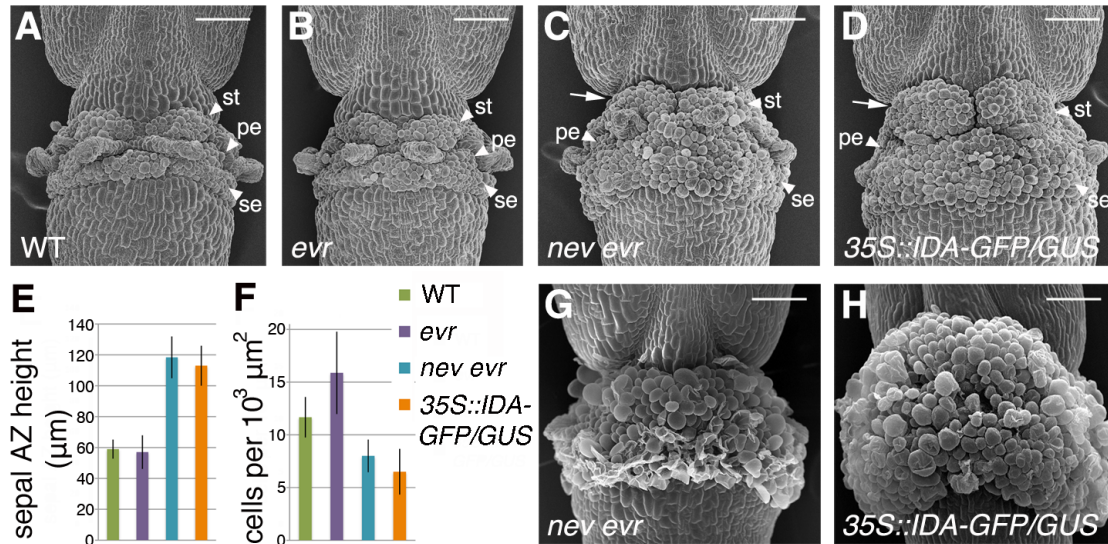 A
st
pe
se
WT
B
st
pe
se
evr
C
st
pe
se
nev evr
D
st
pe
se
35S::IDA-GFP/GUS
E
sepal AZ height
(µm)
140
120
100
80
60
40
20
0
F
cells per 10³ µm²
20
15
10
5
0
WT
evr
nev evr
35S::IDA-
GFP/GUS
G
nev evr
H
35S::IDA-GFP/GUS